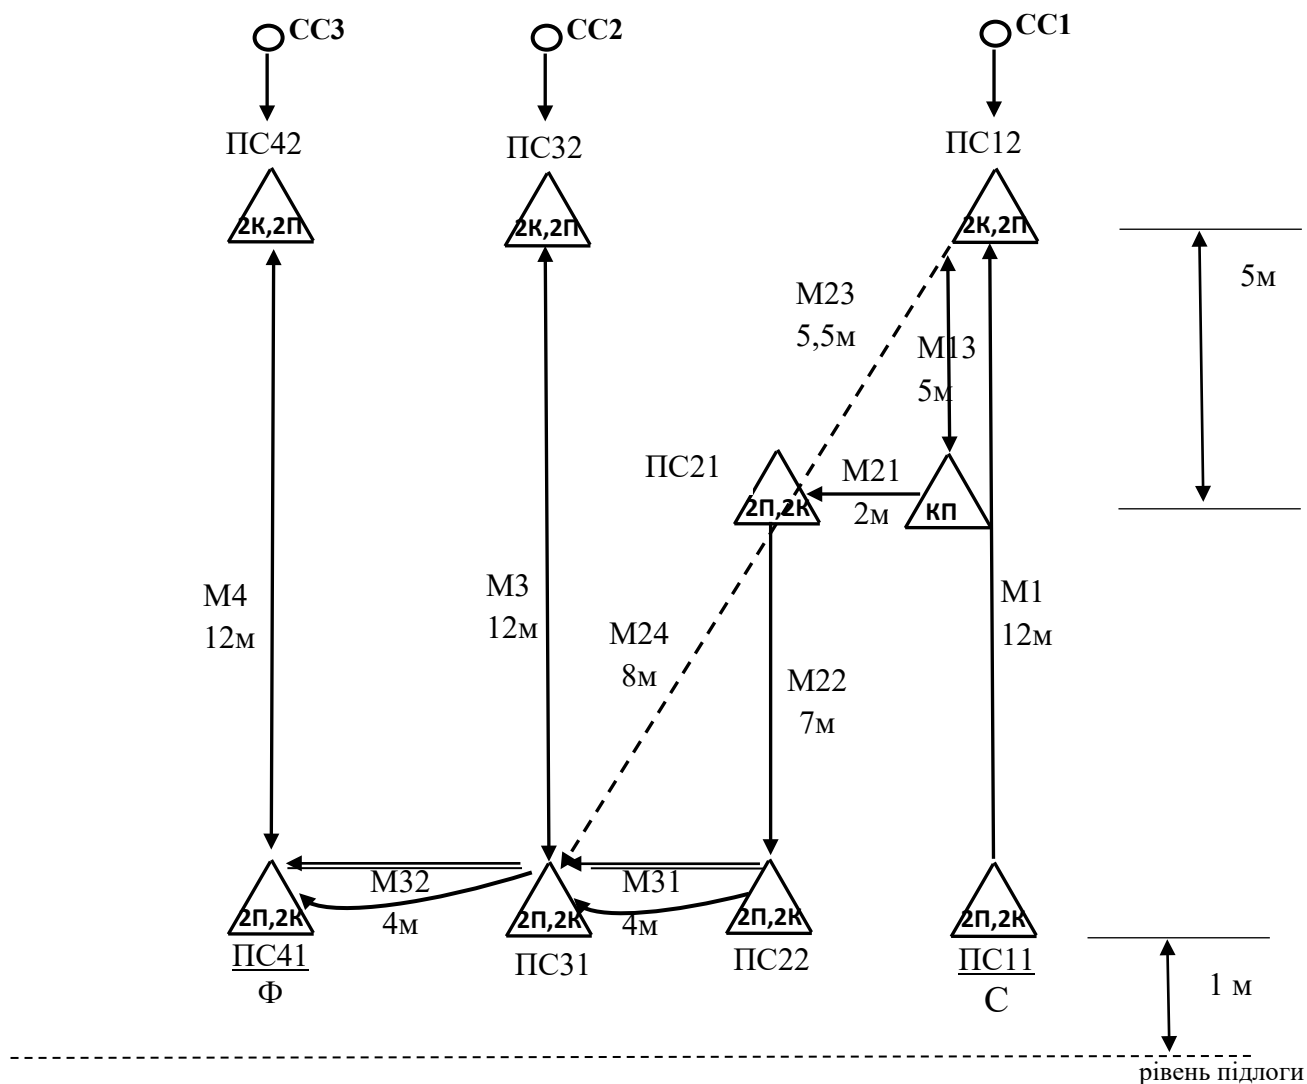 СС3
СС2
СС1
ПС42
ПС32
ПС12
2К,2П
2К,2П
2К,2П
М23
5,5м
М13
5м
5м
ПС21
М21
2м
2П,2К
КП
М4
12м
М3
12м
М24
8м
М22
7м
М1
12м
М32
4м
М31
4м
2П,2К
2П,2К
2П,2К
2П,2К
ПС41
Ф
ПС31
ПС22
ПС11
С
1 м
рівень підлоги